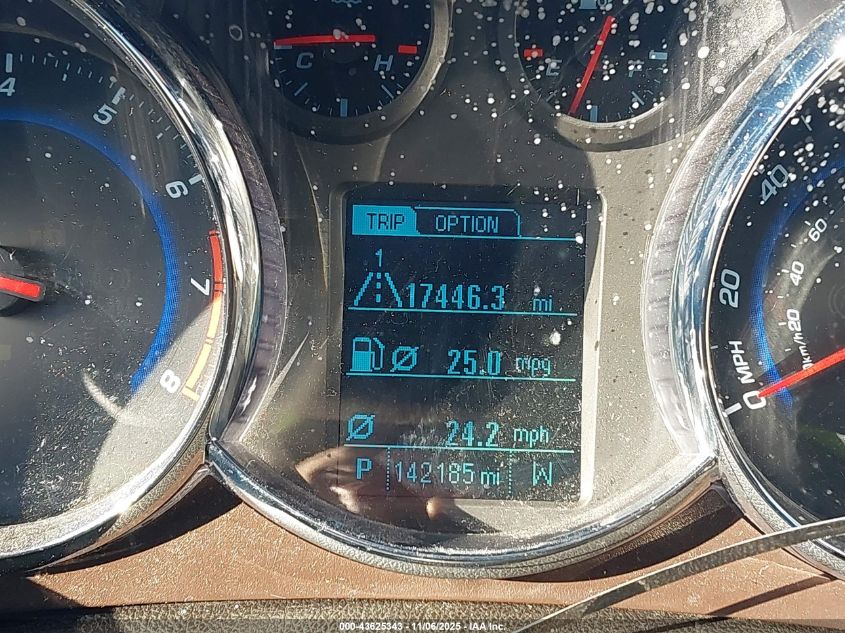 C H
E F
4
5
6
7
8
TRIP OPTION
1
17446.3 mi
Ø 25.0 mpg
Ø 24.2 mph
P 142185 mi W
40
20
0
MPH
60
40
20
km/h
000-43625343 - 11/06/2025 - IAA Inc.